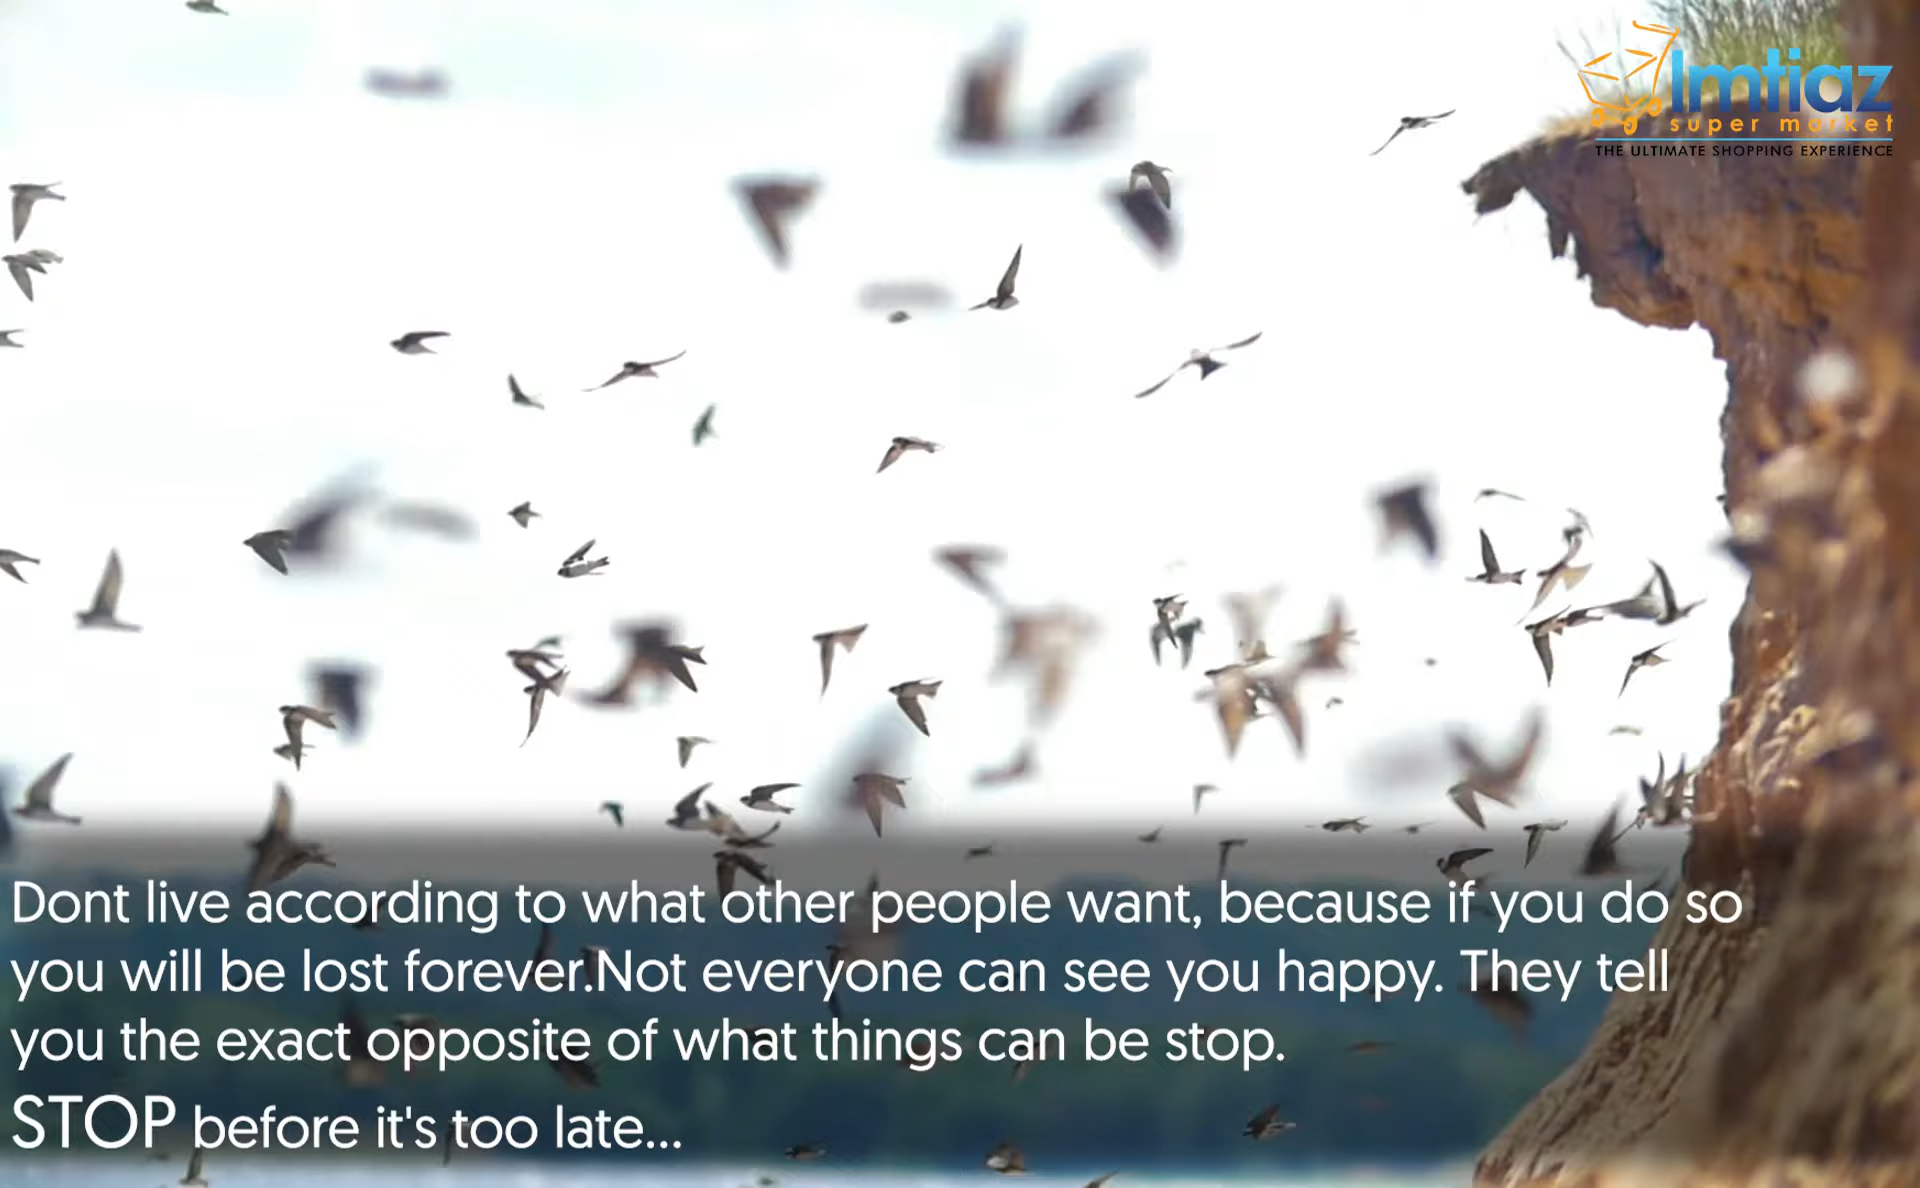 Imtiaz
super market
THE ULTIMATE SHOPPING EXPERIENCE
Dont live according to what other people want, because if you do so
you will be lost forever.Not everyone can see you happy. They tell
you the exact opposite of what things can be stop.
STOP before it's too late...